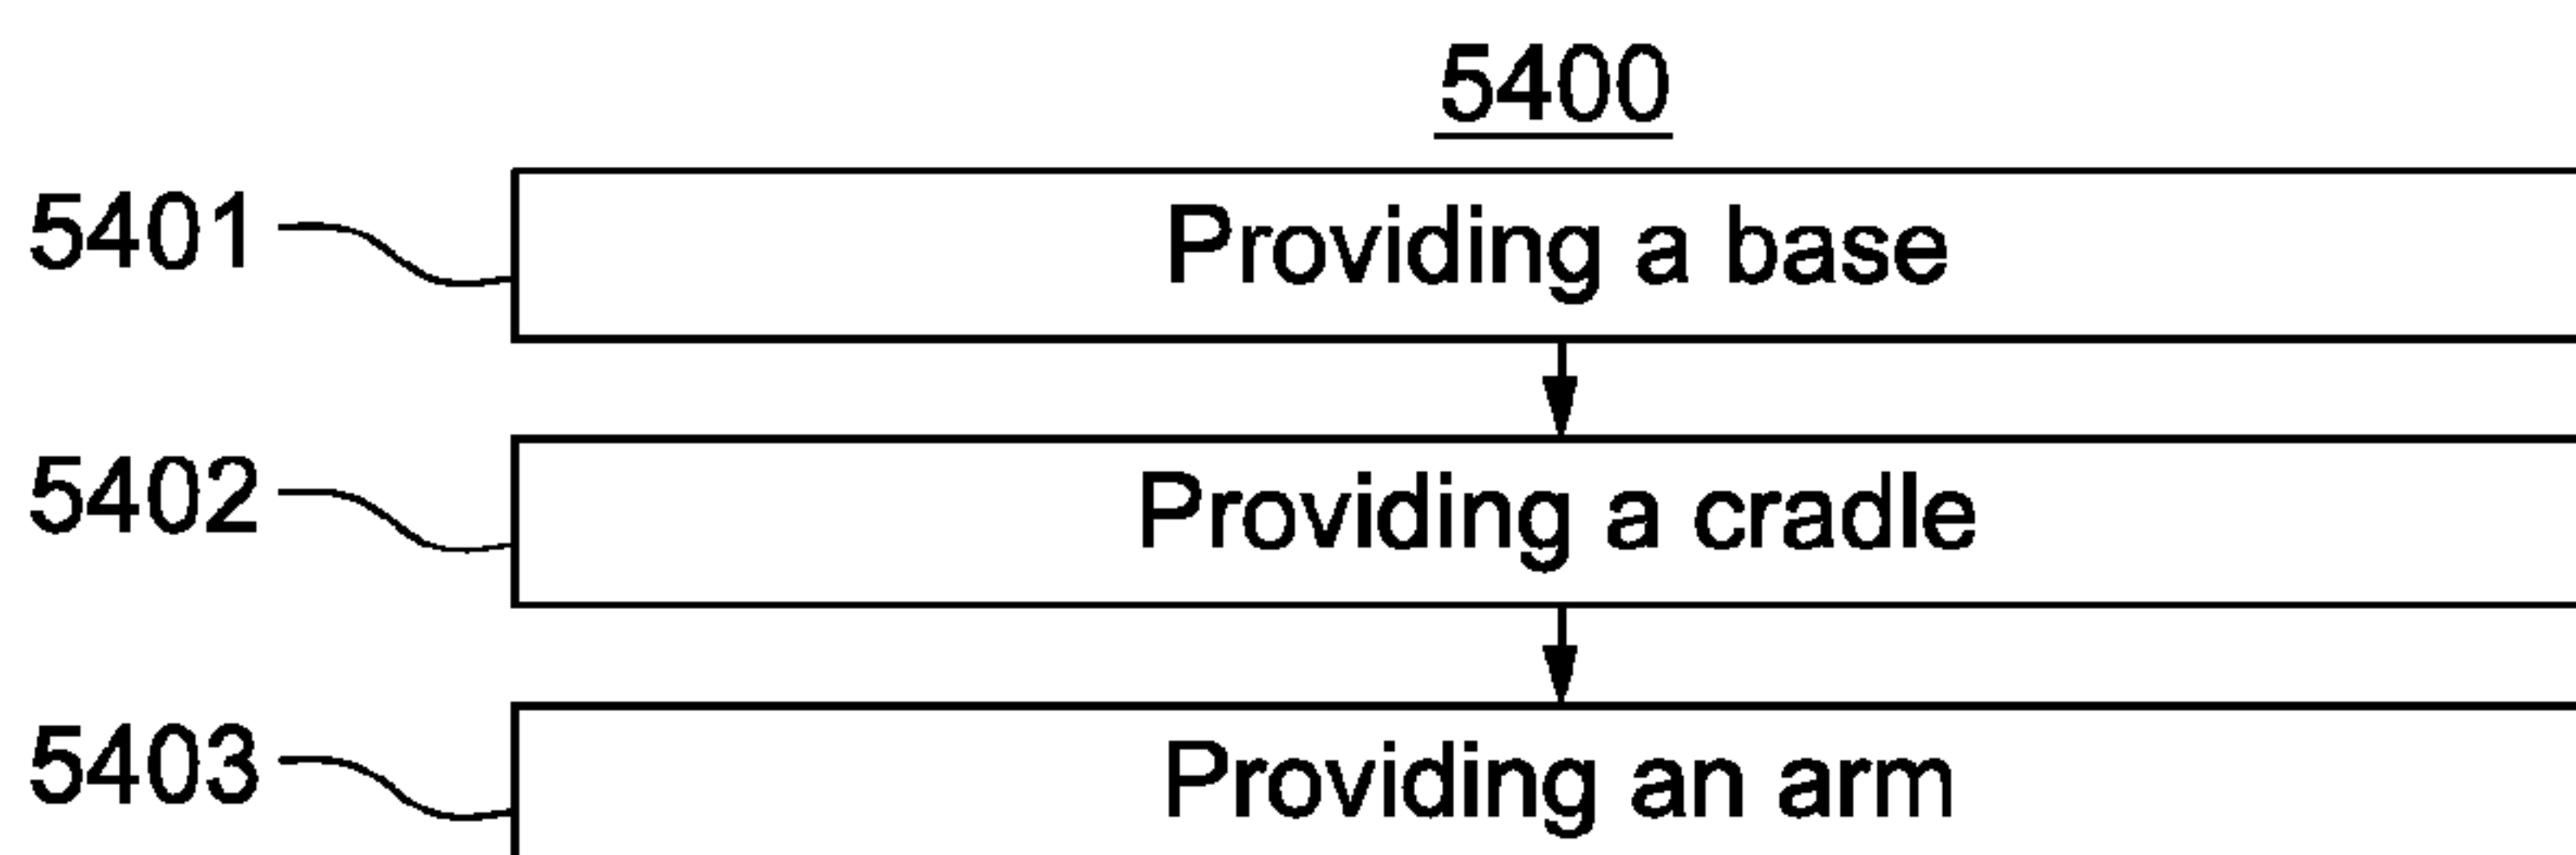 5400
5401 Providing a base
5402 Providing a cradle
5403 Providing an arm